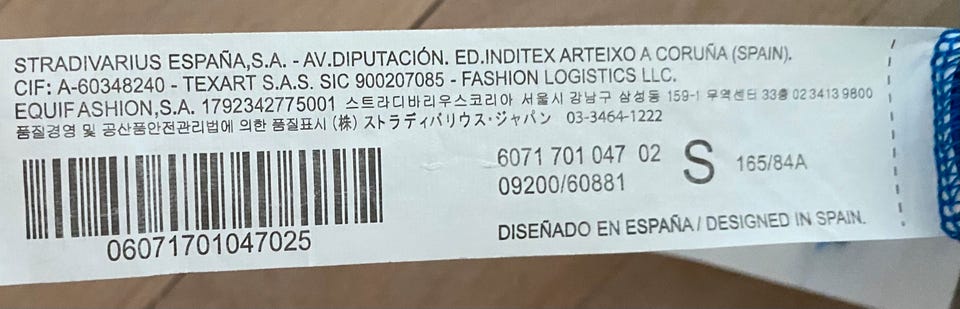 STRADIVARIUS ESPAÑA,S.A. - AV.DIPUTACIÓN. ED.INDITEX ARTEIXO A CORUÑA (SPAIN).
CIF: A-60348240 - TEXART S.A.S. SIC 900207085 - FASHION LOGISTICS LLC.
EQUIFASHION,S.A. 1792342775001 스트라디바리우스코리아 서울시 강남구 삼성동 159-1 무역센터 33층 02 3413 9800
품질경영 및 공산품안전관리법에 의한 품질표시 (株) ストラディバリウス・ジャパン 03-3464-1222
6071 701 047 02 S 165/84A
09200/60881
06071701047025
DISEÑADO EN ESPAÑA / DESIGNED IN SPAIN.